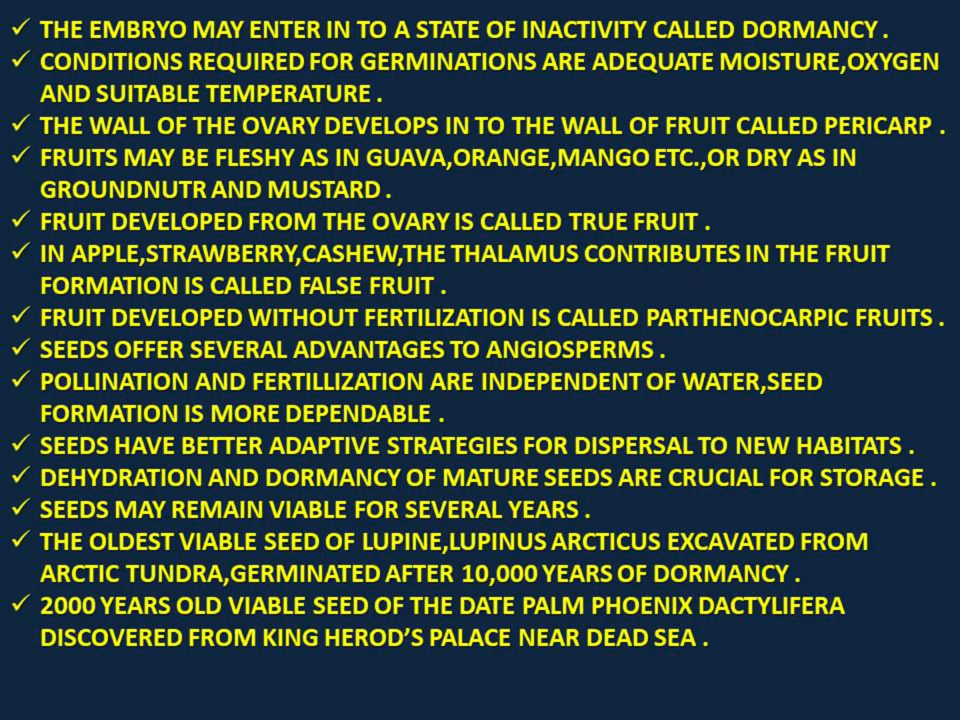 ✓ THE EMBRYO MAY ENTER IN TO A STATE OF INACTIVITY CALLED DORMANCY .
✓ CONDITIONS REQUIRED FOR GERMINATIONS ARE ADEQUATE MOISTURE,OXYGEN
AND SUITABLE TEMPERATURE .
✓ THE WALL OF THE OVARY DEVELOPS IN TO THE WALL OF FRUIT CALLED PERICARP .
✓ FRUITS MAY BE FLESHY AS IN GUAVA,ORANGE,MANGO ETC.,OR DRY AS IN
GROUNDNUTR AND MUSTARD .
✓ FRUIT DEVELOPED FROM THE OVARY IS CALLED TRUE FRUIT .
✓ IN APPLE,STRAWBERRY,CASHEW,THE THALAMUS CONTRIBUTES IN THE FRUIT
FORMATION IS CALLED FALSE FRUIT .
✓ FRUIT DEVELOPED WITHOUT FERTILIZATION IS CALLED PARTHENOCARPIC FRUITS .
✓ SEEDS OFFER SEVERAL ADVANTAGES TO ANGIOSPERMS .
✓ POLLINATION AND FERTILLIZATION ARE INDEPENDENT OF WATER,SEED
FORMATION IS MORE DEPENDABLE .
✓ SEEDS HAVE BETTER ADAPTIVE STRATEGIES FOR DISPERSAL TO NEW HABITATS .
✓ DEHYDRATION AND DORMANCY OF MATURE SEEDS ARE CRUCIAL FOR STORAGE .
✓ SEEDS MAY REMAIN VIABLE FOR SEVERAL YEARS .
✓ THE OLDEST VIABLE SEED OF LUPINE,LUPINUS ARCTICUS EXCAVATED FROM
ARCTIC TUNDRA,GERMINATED AFTER 10,000 YEARS OF DORMANCY .
✓ 2000 YEARS OLD VIABLE SEED OF THE DATE PALM PHOENIX DACTYLIFERA
DISCOVERED FROM KING HEROD'S PALACE NEAR DEAD SEA .